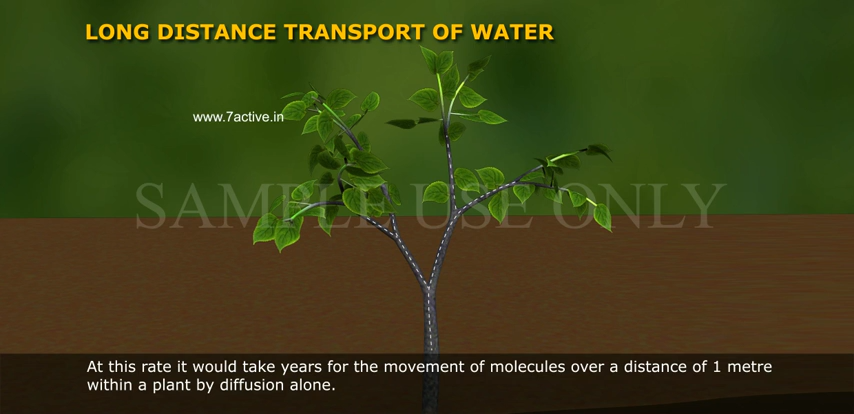 LONG DISTANCE TRANSPORT OF WATER
www.7active.in
SAMPLE USE ONLY
At this rate it would take years for the movement of molecules over a distance of 1 metre
within a plant by diffusion alone.